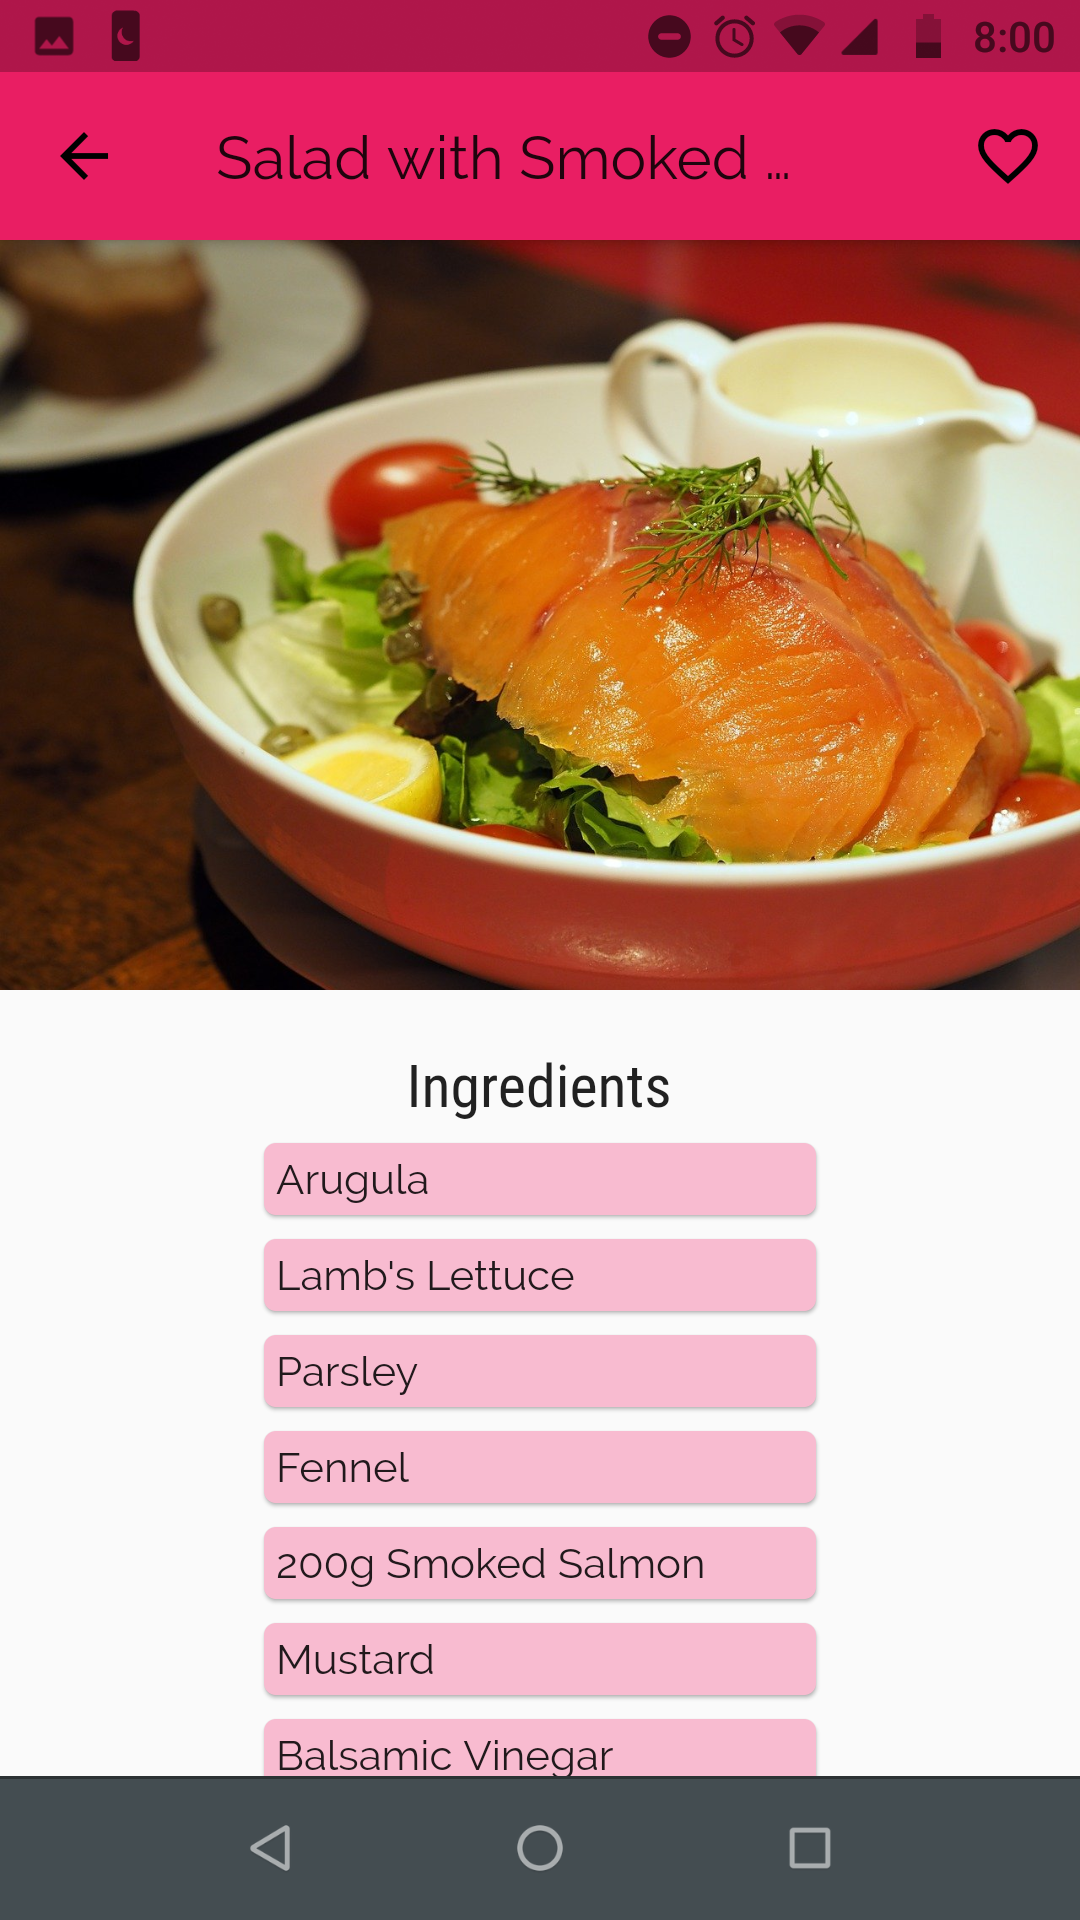 8:00
Salad with Smoked ...
Ingredients
Arugula
Lamb's Lettuce
Parsley
Fennel
200g Smoked Salmon
Mustard
Balsamic Vinegar